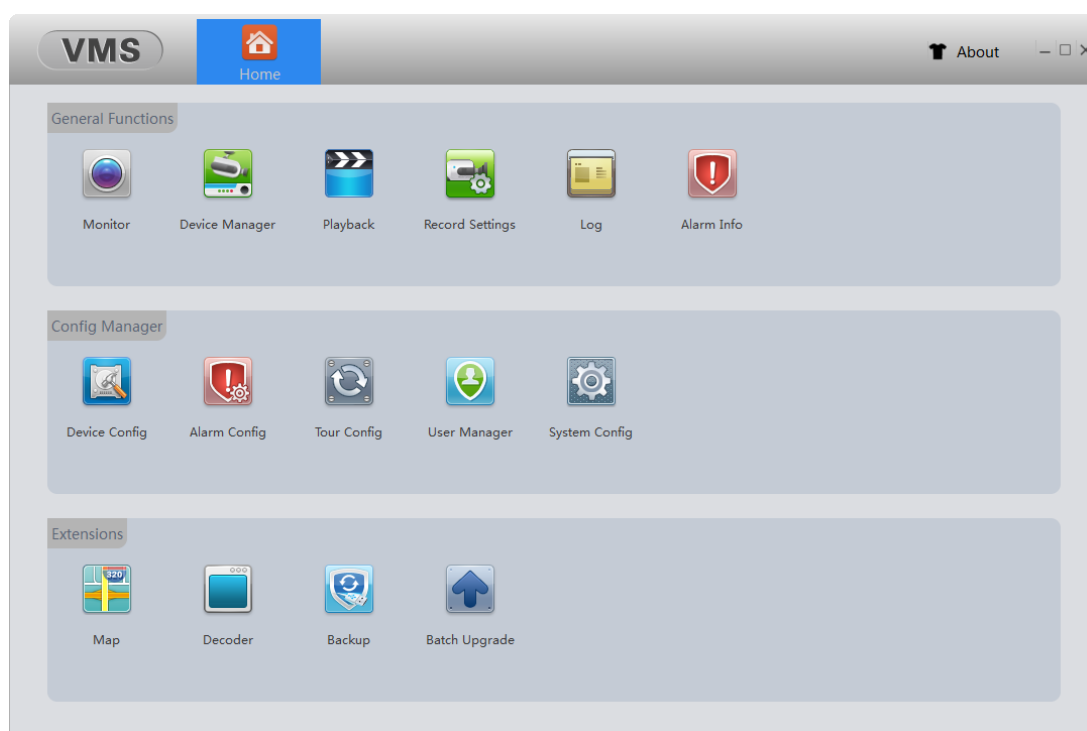 VMS
Home
About
General Functions
Monitor
Device Manager
Playback
Record Settings
Log
Alarm Info
Config Manager
Device Config
Alarm Config
Tour Config
User Manager
System Config
Extensions
320
Map
Decoder
Backup
Batch Upgrade